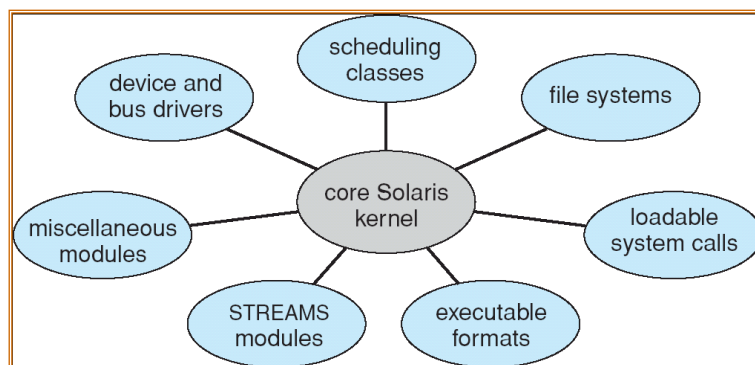 scheduling
classes
device and
bus drivers
file systems
core Solaris
kernel
miscellaneous
modules
loadable
system calls
STREAMS
modules
executable
formats